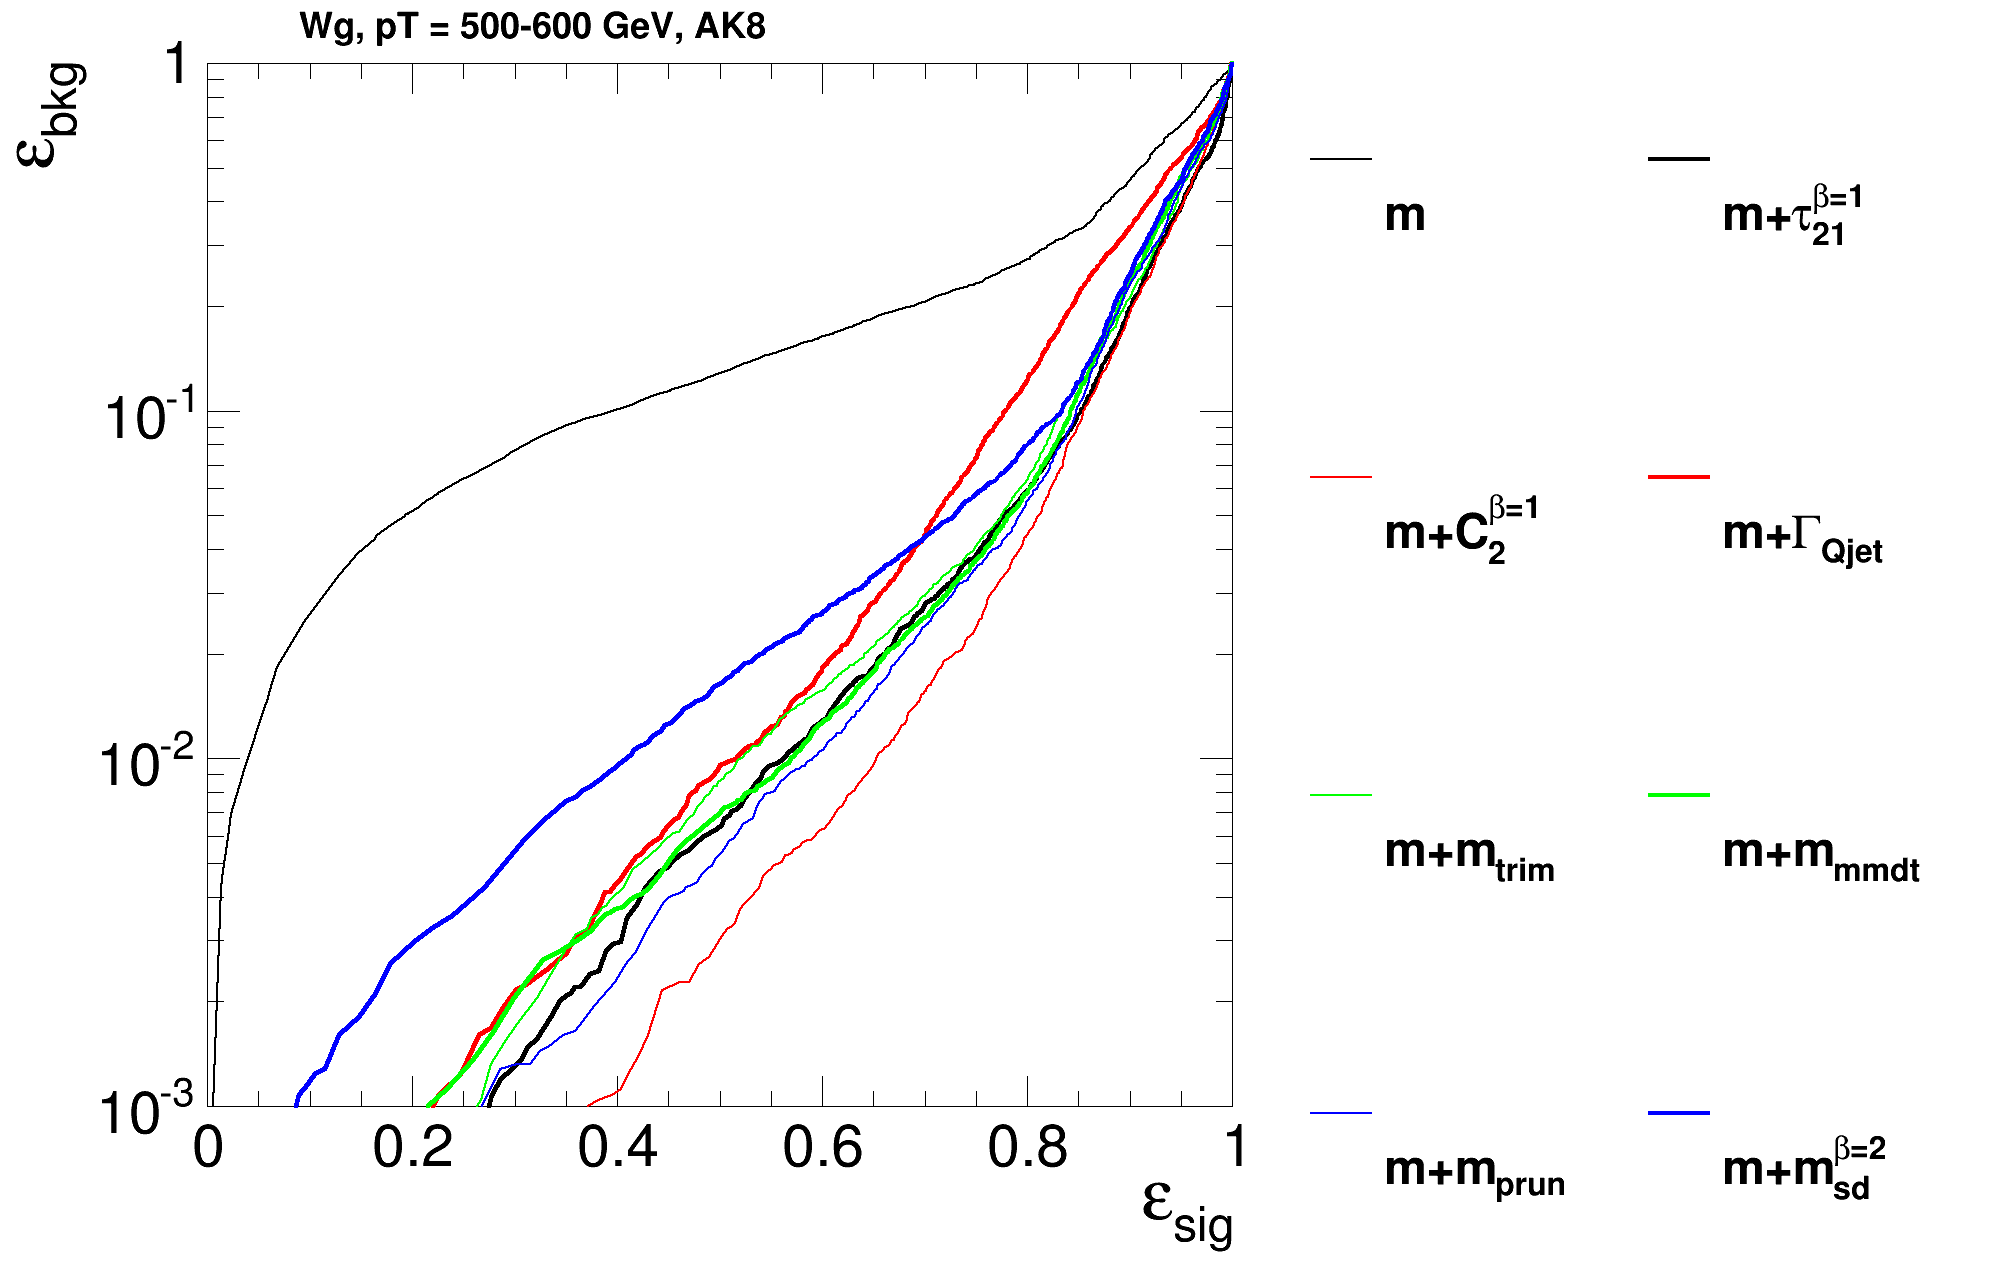 Wg, pT = 500-600 GeV, AK8
ε_bkg
1
10^-1
10^-2
10^-3
0 0.2 0.4 0.6 0.8 1
ε_sig
m
m+τ_21^β=1
m+C_2^β=1
m+Γ_Qjet
m+m_trim
m+m_mmdt
m+m_prun
m+m_sd^β=2